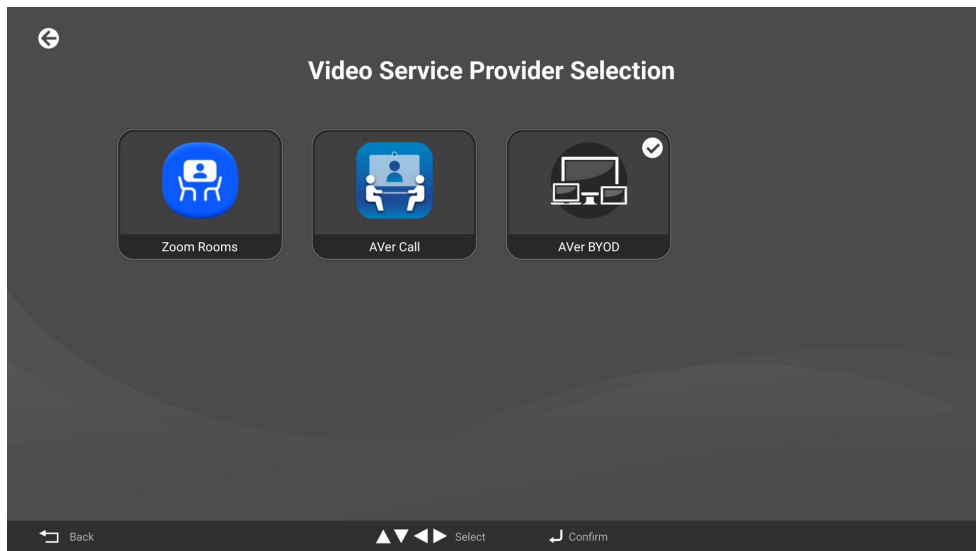 Video Service Provider Selection
Zoom Rooms
AVer Call
AVer BYOD
Back
Select
Confirm